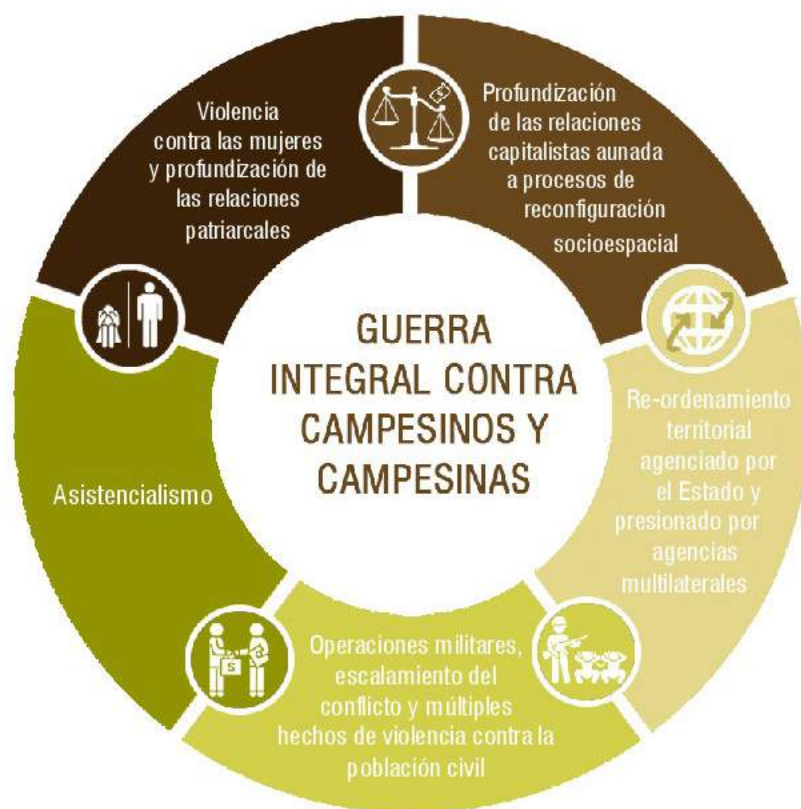 Violencia
contra las mujeres
y profundización de
las relaciones
patriarcales
Profundización
de las relaciones
capitalistas aunada
a procesos de
reconfiguración
socioespacial
GUERRA
INTEGRAL CONTRA
CAMPESINOS Y
CAMPESINAS
Re-ordenamiento
territorial
agenciado por
el Estado y
presionado por
agencias
multilaterales
Asistencialismo
Operaciones militares,
escalamiento del
conflicto y múltiples
hechos de violencia contra la
población civil
$